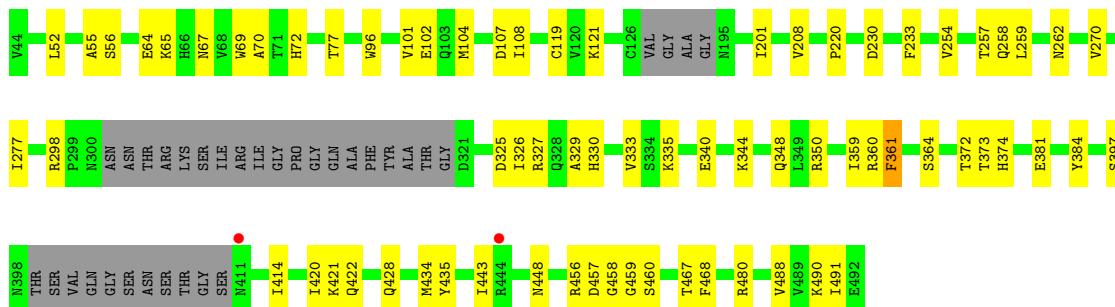 V44 L52 A55 S56 E64 K65 H66 N67 V68 W69 A70 T71 H72 T77 W96 V101 E102 Q103 M104 D107 I108 C119 V120 K121 C126 VAL GLY ALA GLY N195 I201 V208 P220 D230 F233 V254 T257 Q258 L259 N262 V270
I277 R298 P299 N300 ASN ASN THR ARG LYS SER ILE ARG ILE GLY PRO GLY GLN ALA PHE TYR ALA THR GLY D321 D325 I326 R327 Q328 A329 H330 V333 S334 K335 E340 K344 Q348 L349 R350 I359 R360 F361 S364 T372 T373 H374 E381 Y384 S397
N398 THR SER SER VAL GLN GLY SER ASN SER THR GLY SER N411 I414 I420 K421 Q422 Q428 M434 Y435 I443 R444 N448 R456 D457 G458 G459 S460 T467 F468 R480 V488 V489 K490 I491 E492